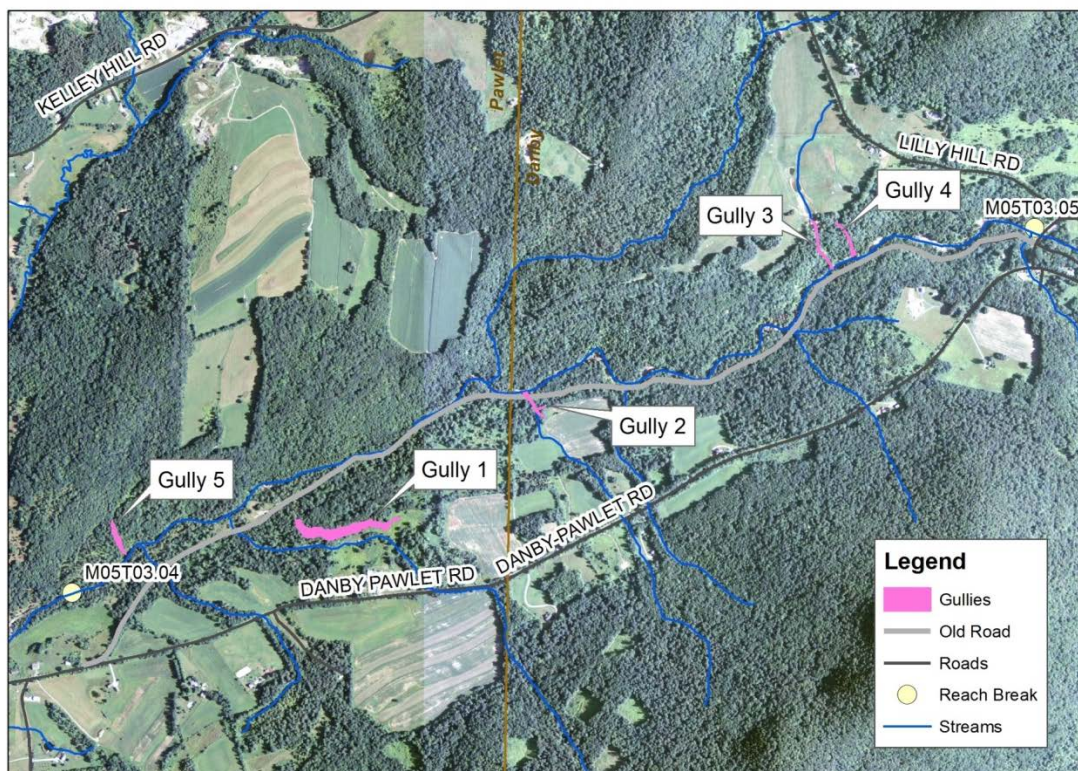 KELLEY HILL RD
Pawlet
Danby
LILLY HILL RD
Gully 4
M05T03.05
Gully 3
Gully 2
Gully 1
Gully 5
M05T03.04
DANBY-PAWLET RD
DANBY PAWLET RD
Legend
Gullies
Old Road
Roads
Reach Break
Streams